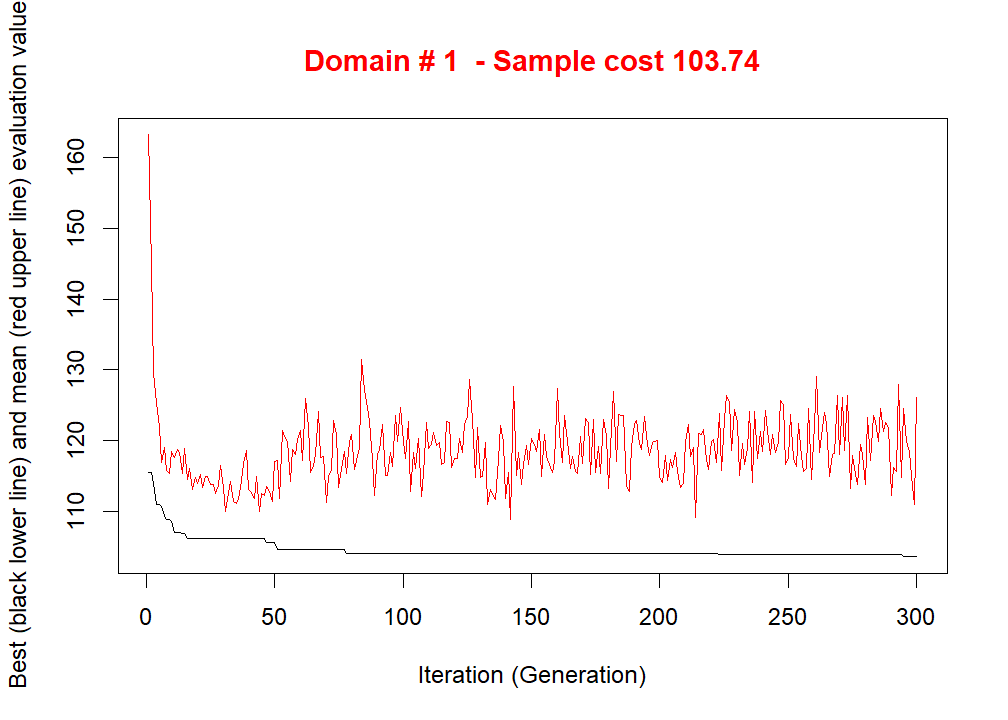 Domain # 1  - Sample cost 103.74
Best (black lower line) and mean (red upper line) evaluation value
160
150
140
130
120
110
0 50 100 150 200 250 300
Iteration (Generation)